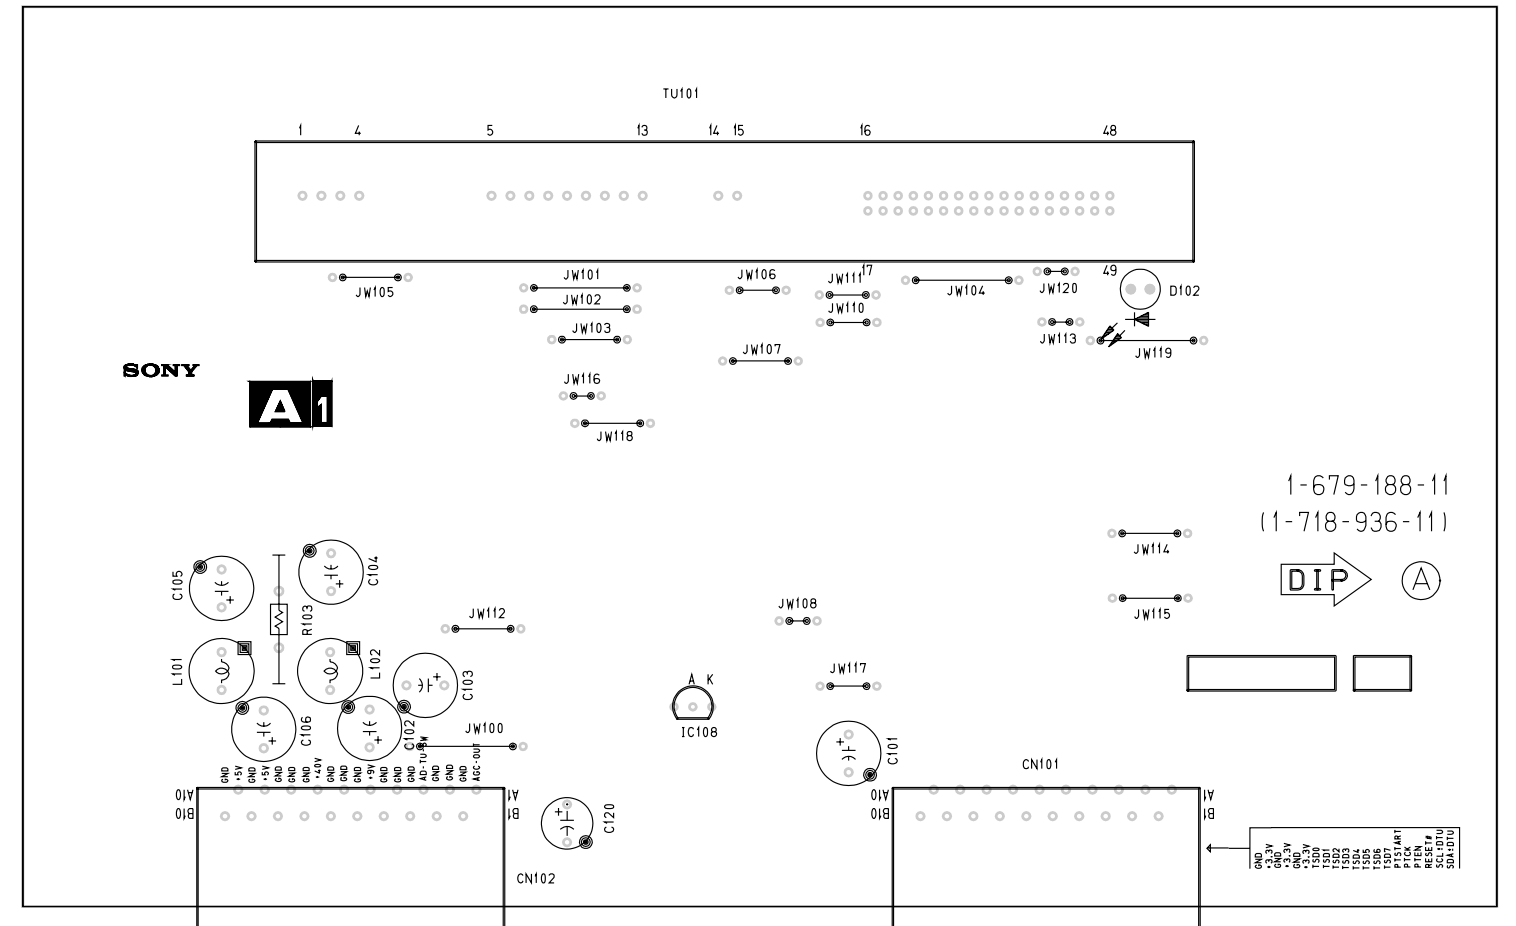 TU101
1 4 5 13 14 15 16 48
JW105
JW101
JW102
JW103
JW106
JW107
JW111
17
JW110
JW104
JW120
49
D102
JW113
JW119
SONY
A 1
JW116
JW118
1-679-188-11
(1-718-936-11)
DIP A
JW114
JW115
C105
C104
R103
L101
L102
C103
C106
C102
JW112
JW100
JW108
JW117
A K
IC108
C101
GND
+5V
GND
+5V
GND
GND
+40V
GND
GND
GND
+9V
GND
GND
GND
AD-TU-SW
GND
GND
GND
AGC-OUT
A10 A1
B10 B1
C120
CN102
CN101
A10 A1
B10 B1
GND
+3.3V
GND
+3.3V
GND
+3.3V
TSD0
TSD1
TSD2
TSD3
TSD4
TSD5
TSD6
TSD7
PTSTART
PTCK
PTEN
RESET#
SCL:DTU
SDA:DTU